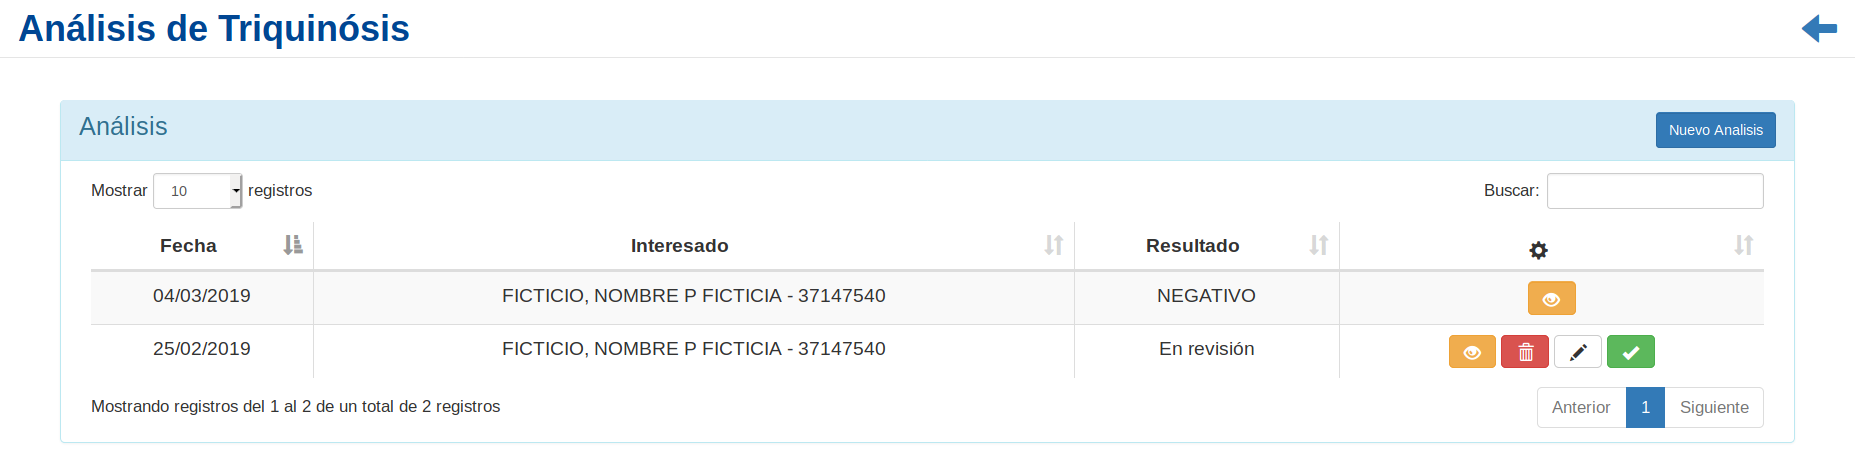 Análisis de Triquinósis
Análisis
Nuevo Analisis
Mostrar 10 registros
Buscar:
Fecha Interesado Resultado
04/03/2019 FICTICIO, NOMBRE P FICTICIA - 37147540 NEGATIVO
25/02/2019 FICTICIO, NOMBRE P FICTICIA - 37147540 En revisión
Mostrando registros del 1 al 2 de un total de 2 registros
Anterior 1 Siguiente